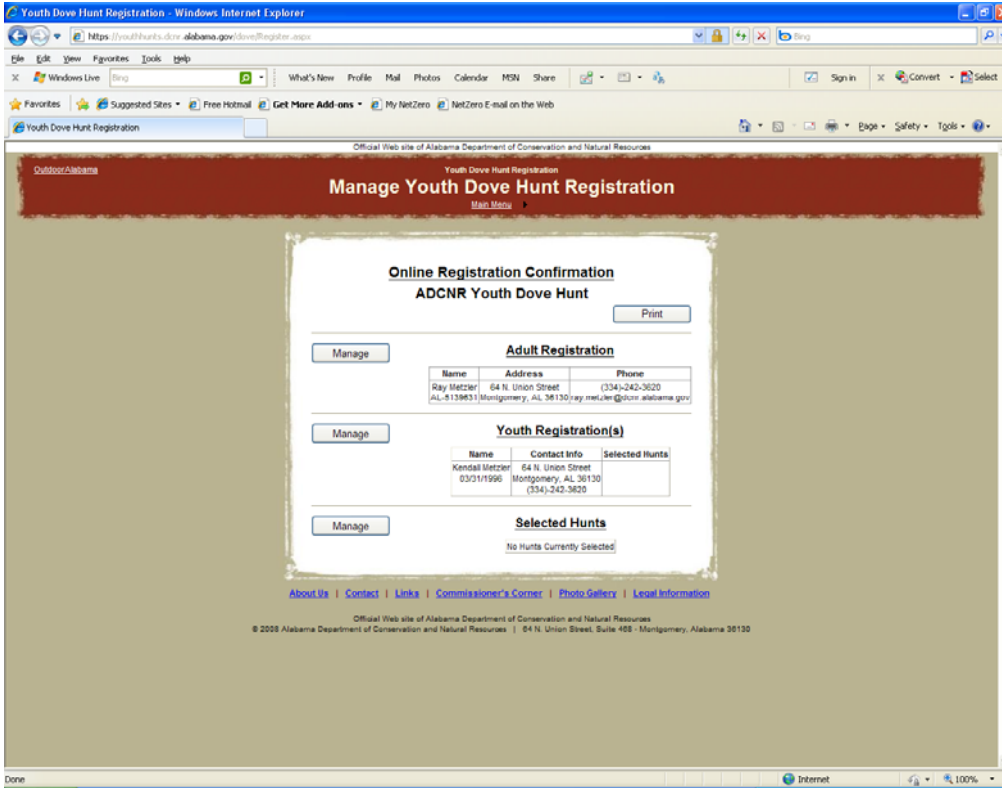 Youth Dove Hunt Registration - Windows Internet Explorer
https://youthhunts.dcnr.alabama.gov/dove/Register.aspx
Bing
File Edit View Favorites Tools Help
X Windows Live Bing What's New Profile Mail Photos Calendar MSN Share Sign in X Convert Select
Favorites Suggested Sites Free Hotmail Get More Add-ons My NetZero NetZero E-mail on the Web
Youth Dove Hunt Registration Page Safety Tools
Official Web site of Alabama Department of Conservation and Natural Resources
OutdoorAlabama
Youth Dove Hunt Registration
Manage Youth Dove Hunt Registration
Main Menu
Online Registration Confirmation
ADCNR Youth Dove Hunt
Print
Manage Adult Registration
Name Address Phone
Ray Metzler 64 N. Union Street (334)-242-3620
AL-5139631 Montgomery, AL 36130 ray.metzler@dcnr.alabama.gov
Manage Youth Registration(s)
Name Contact Info Selected Hunts
Kendall Metzler 64 N. Union Street
03/31/1996 Montgomery, AL 36130
(334)-242-3620
Manage Selected Hunts
No Hunts Currently Selected
About Us | Contact | Links | Commissioner's Corner | Photo Gallery | Legal Information
Official Web site of Alabama Department of Conservation and Natural Resources
© 2008 Alabama Department of Conservation and Natural Resources | 64 N. Union Street, Suite 468 - Montgomery, Alabama 36130
Done Internet 100%